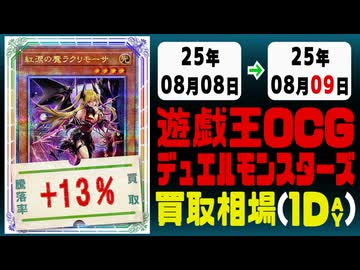 紅涙の魔ラクリモーサ
騰落率
+13%
買取
25年
08月08日
25年
08月09日
遊戯王OCG
デュエルモンスターズ
買取相場(1D)